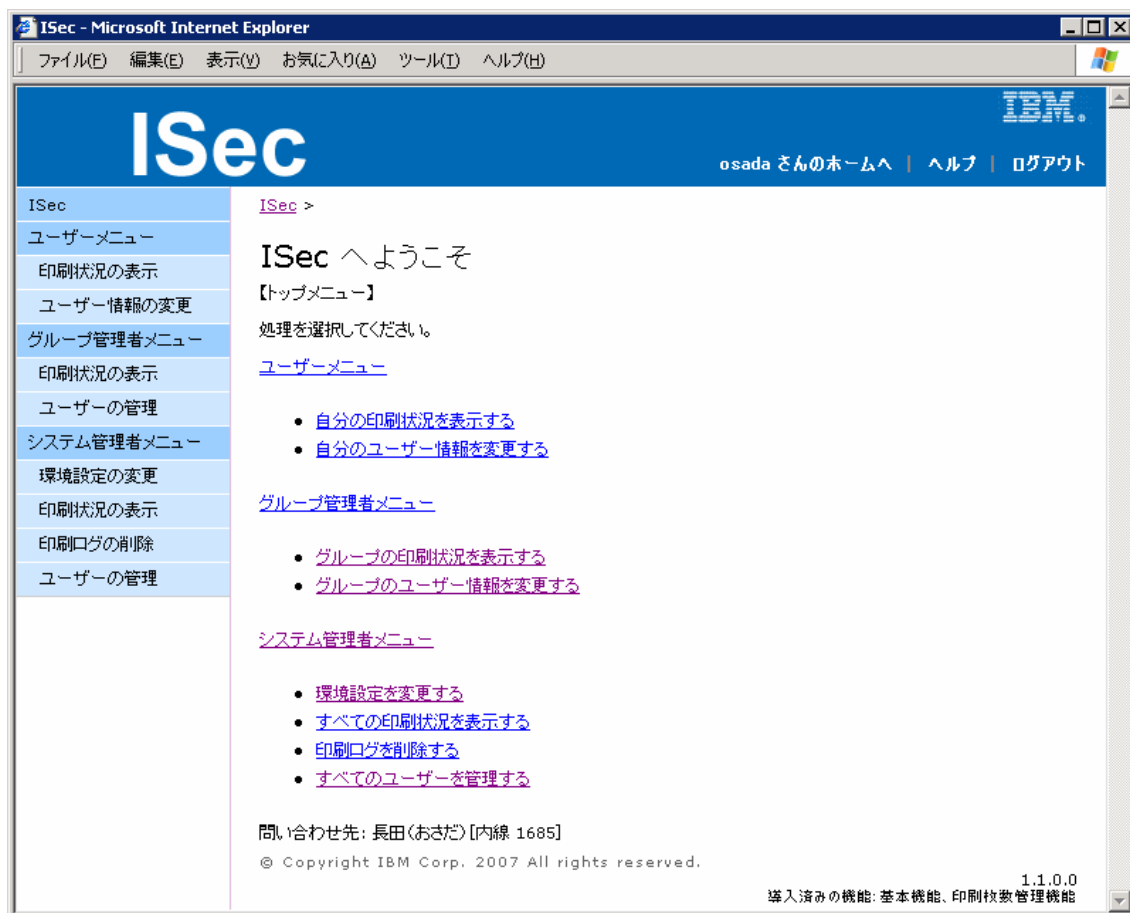 ISec - Microsoft Internet Explorer
ファイル(F) 編集(E) 表示(V) お気に入り(A) ツール(T) ヘルプ(H)
ISec
IBM®
osada さんのホームへ | ヘルプ | ログアウト
ISec
ユーザーメニュー
印刷状況の表示
ユーザー情報の変更
グループ管理者メニュー
印刷状況の表示
ユーザーの管理
システム管理者メニュー
環境設定の変更
印刷状況の表示
印刷ログの削除
ユーザーの管理
ISec >
ISec へようこそ
【トップメニュー】
処理を選択してください。
ユーザーメニュー
• 自分の印刷状況を表示する
• 自分のユーザー情報を変更する
グループ管理者メニュー
• グループの印刷状況を表示する
• グループのユーザー情報を変更する
システム管理者メニュー
• 環境設定を変更する
• すべての印刷状況を表示する
• 印刷ログを削除する
• すべてのユーザーを管理する
問い合わせ先: 長田(おさだ) [内線 1685]
© Copyright IBM Corp. 2007 All rights reserved.
1.1.0.0
導入済みの機能: 基本機能、印刷枚数管理機能